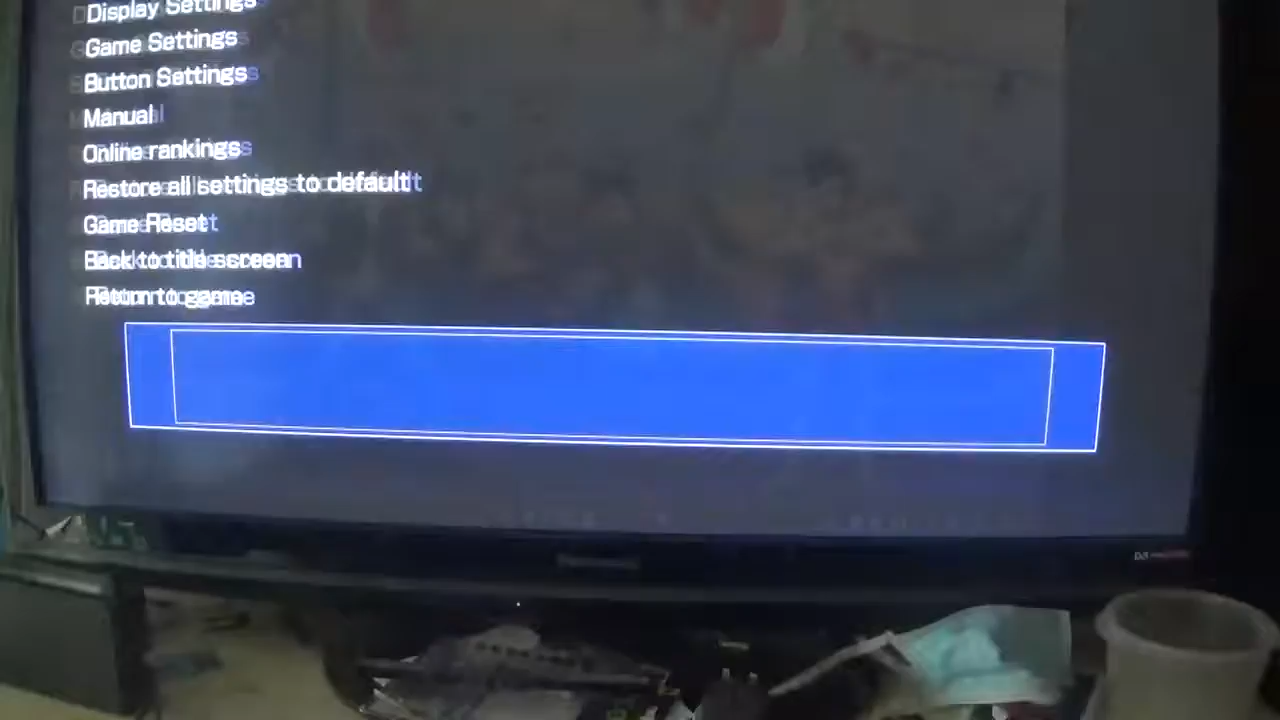 Display Settings
Game Settings
Button Settings
Manual
Online rankings
Restore all settings to default
Game Reset
Back to title screen
Return to game